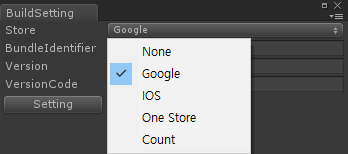 BuildSetting
Store Google
BundleIdentifier
Version
VersionCode
Setting
None
Google
IOS
One Store
Count